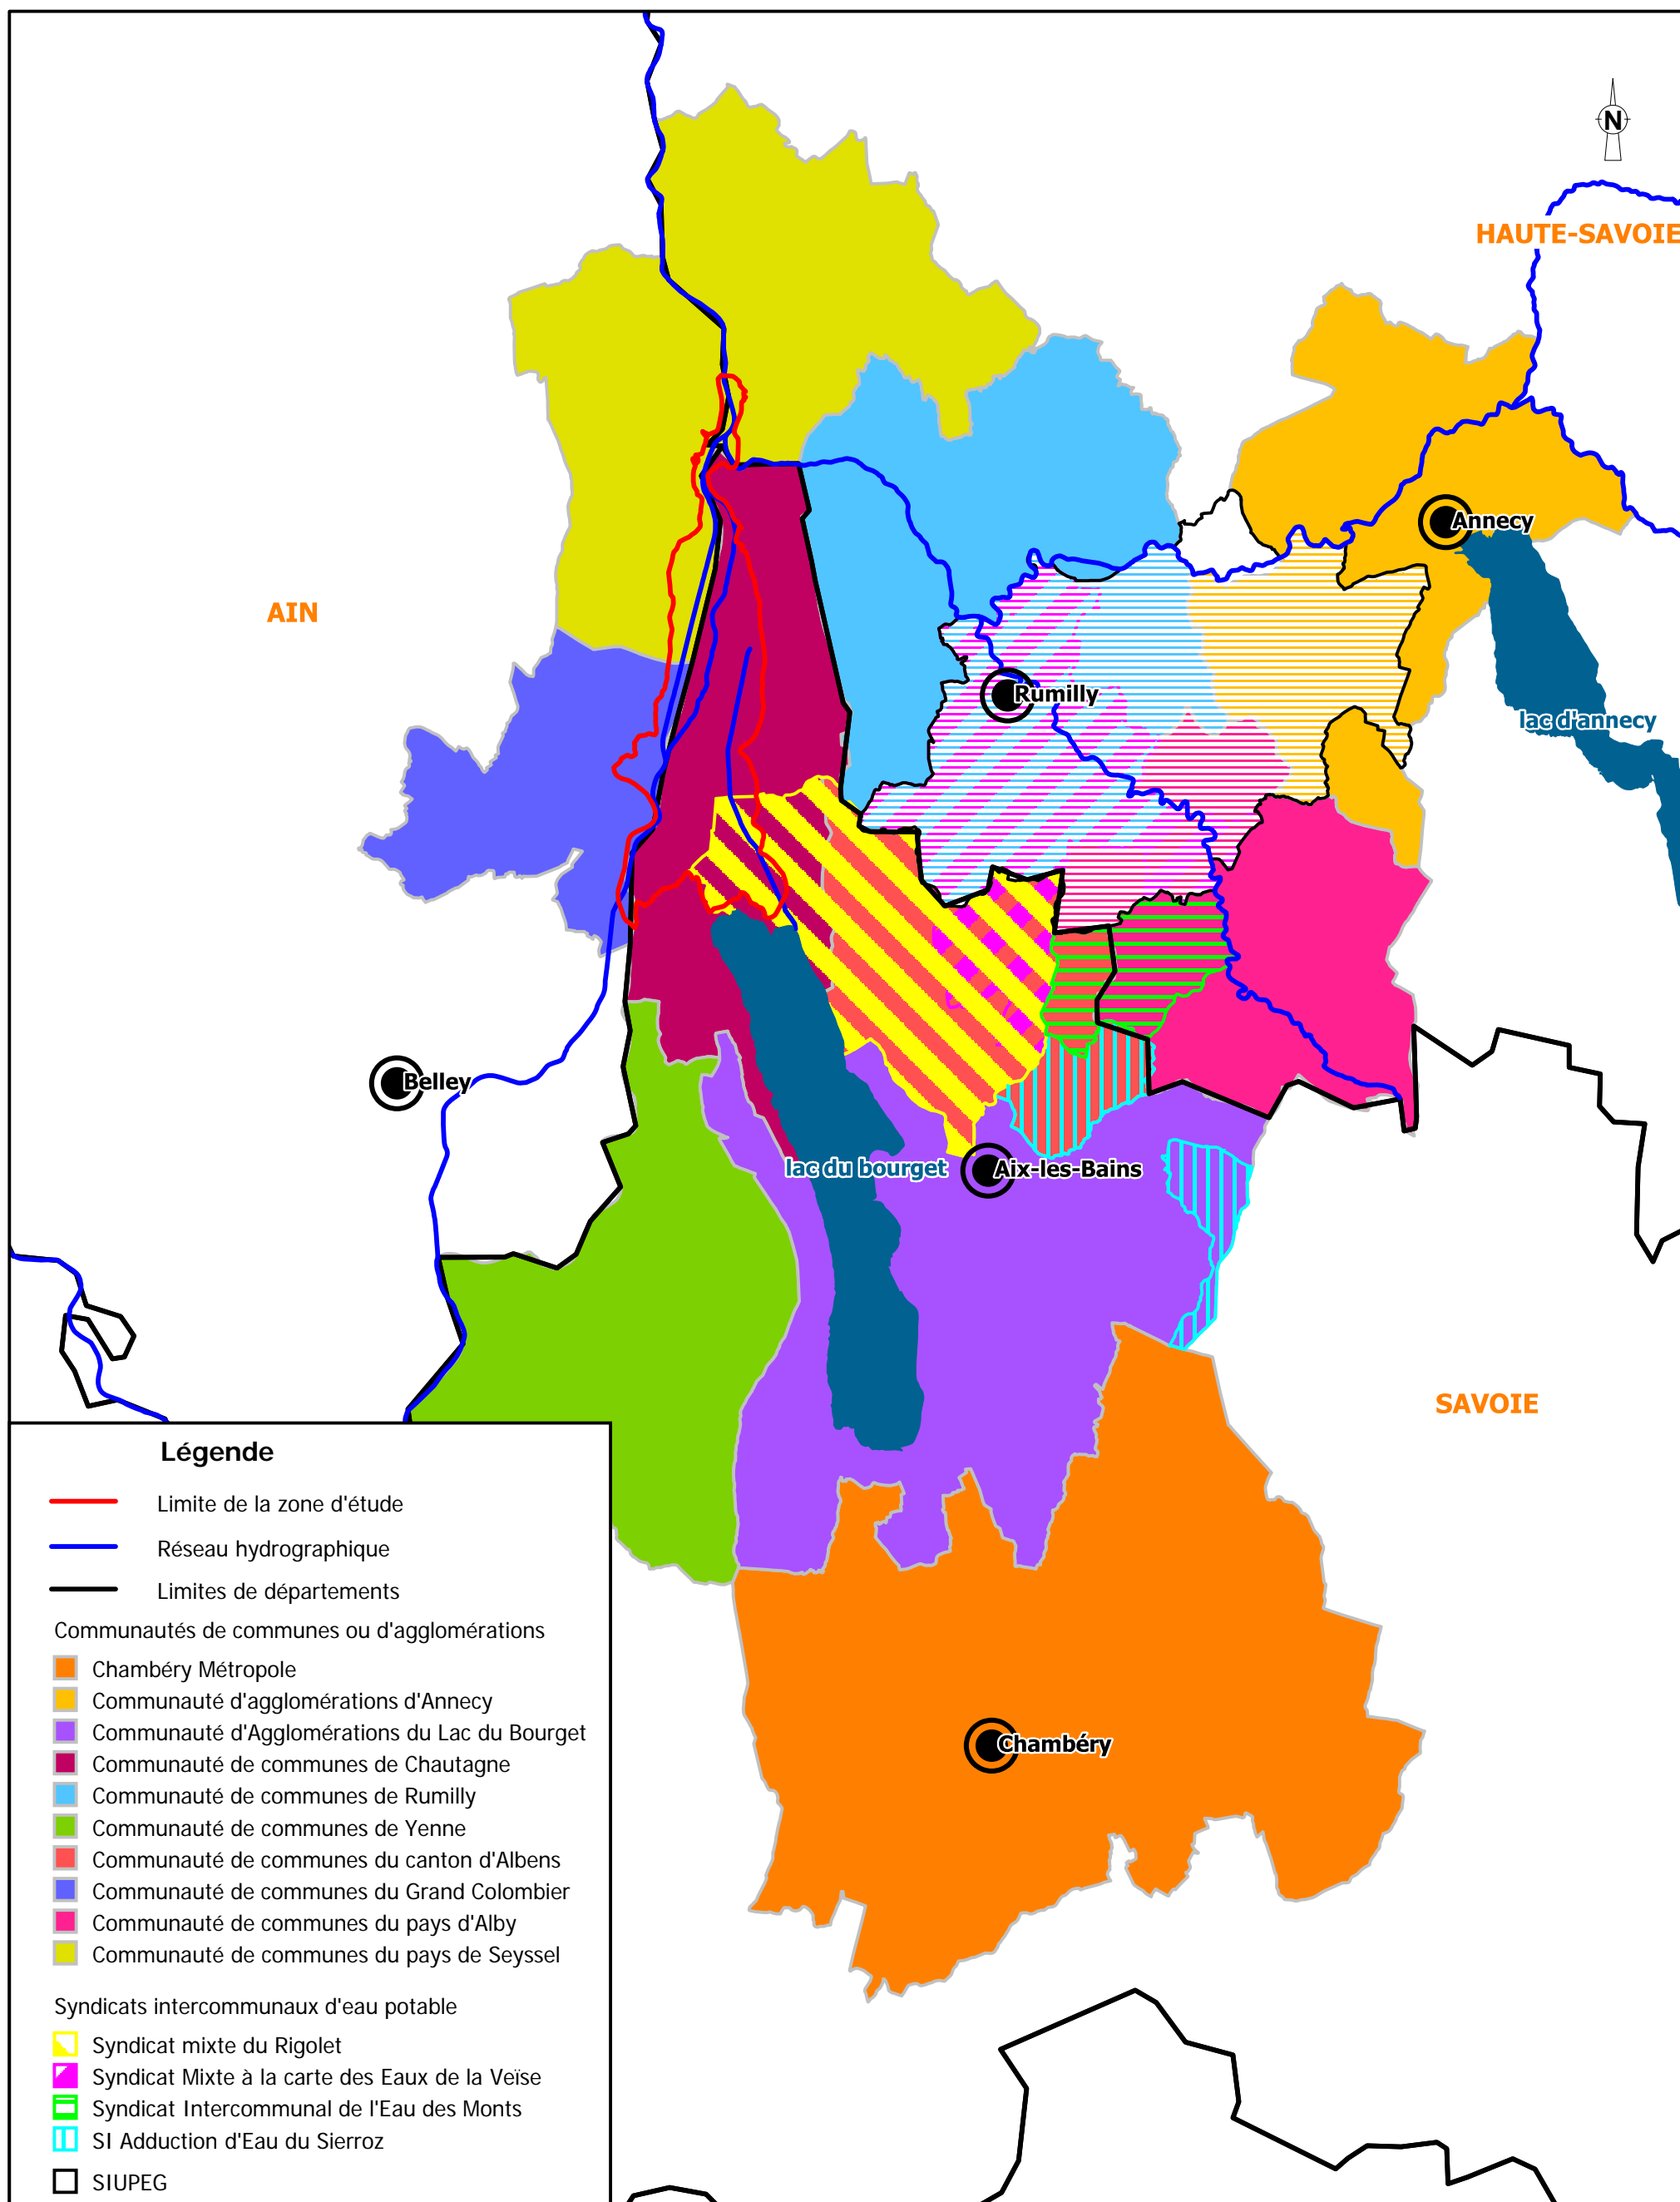 N
HAUTE-SAVOIE
Annecy
AIN
Rumilly
lac d'annecy
Belley
lac du bourget
Aix-les-Bains
SAVOIE
Chambéry
Légende
Limite de la zone d'étude
Réseau hydrographique
Limites de départements
Communautés de communes ou d'agglomérations
Chambéry Métropole
Communauté d'agglomérations d'Annecy
Communauté d'Agglomérations du Lac du Bourget
Communauté de communes de Chautagne
Communauté de communes de Rumilly
Communauté de communes de Yenne
Communauté de communes du canton d'Albens
Communauté de communes du Grand Colombier
Communauté de communes du pays d'Alby
Communauté de communes du pays de Seyssel
Syndicats intercommunaux d'eau potable
Syndicat mixte du Rigolet
Syndicat Mixte à la carte des Eaux de la Veïse
Syndicat Intercommunal de l'Eau des Monts
SI Adduction d'Eau du Sierroz
SIUPEG